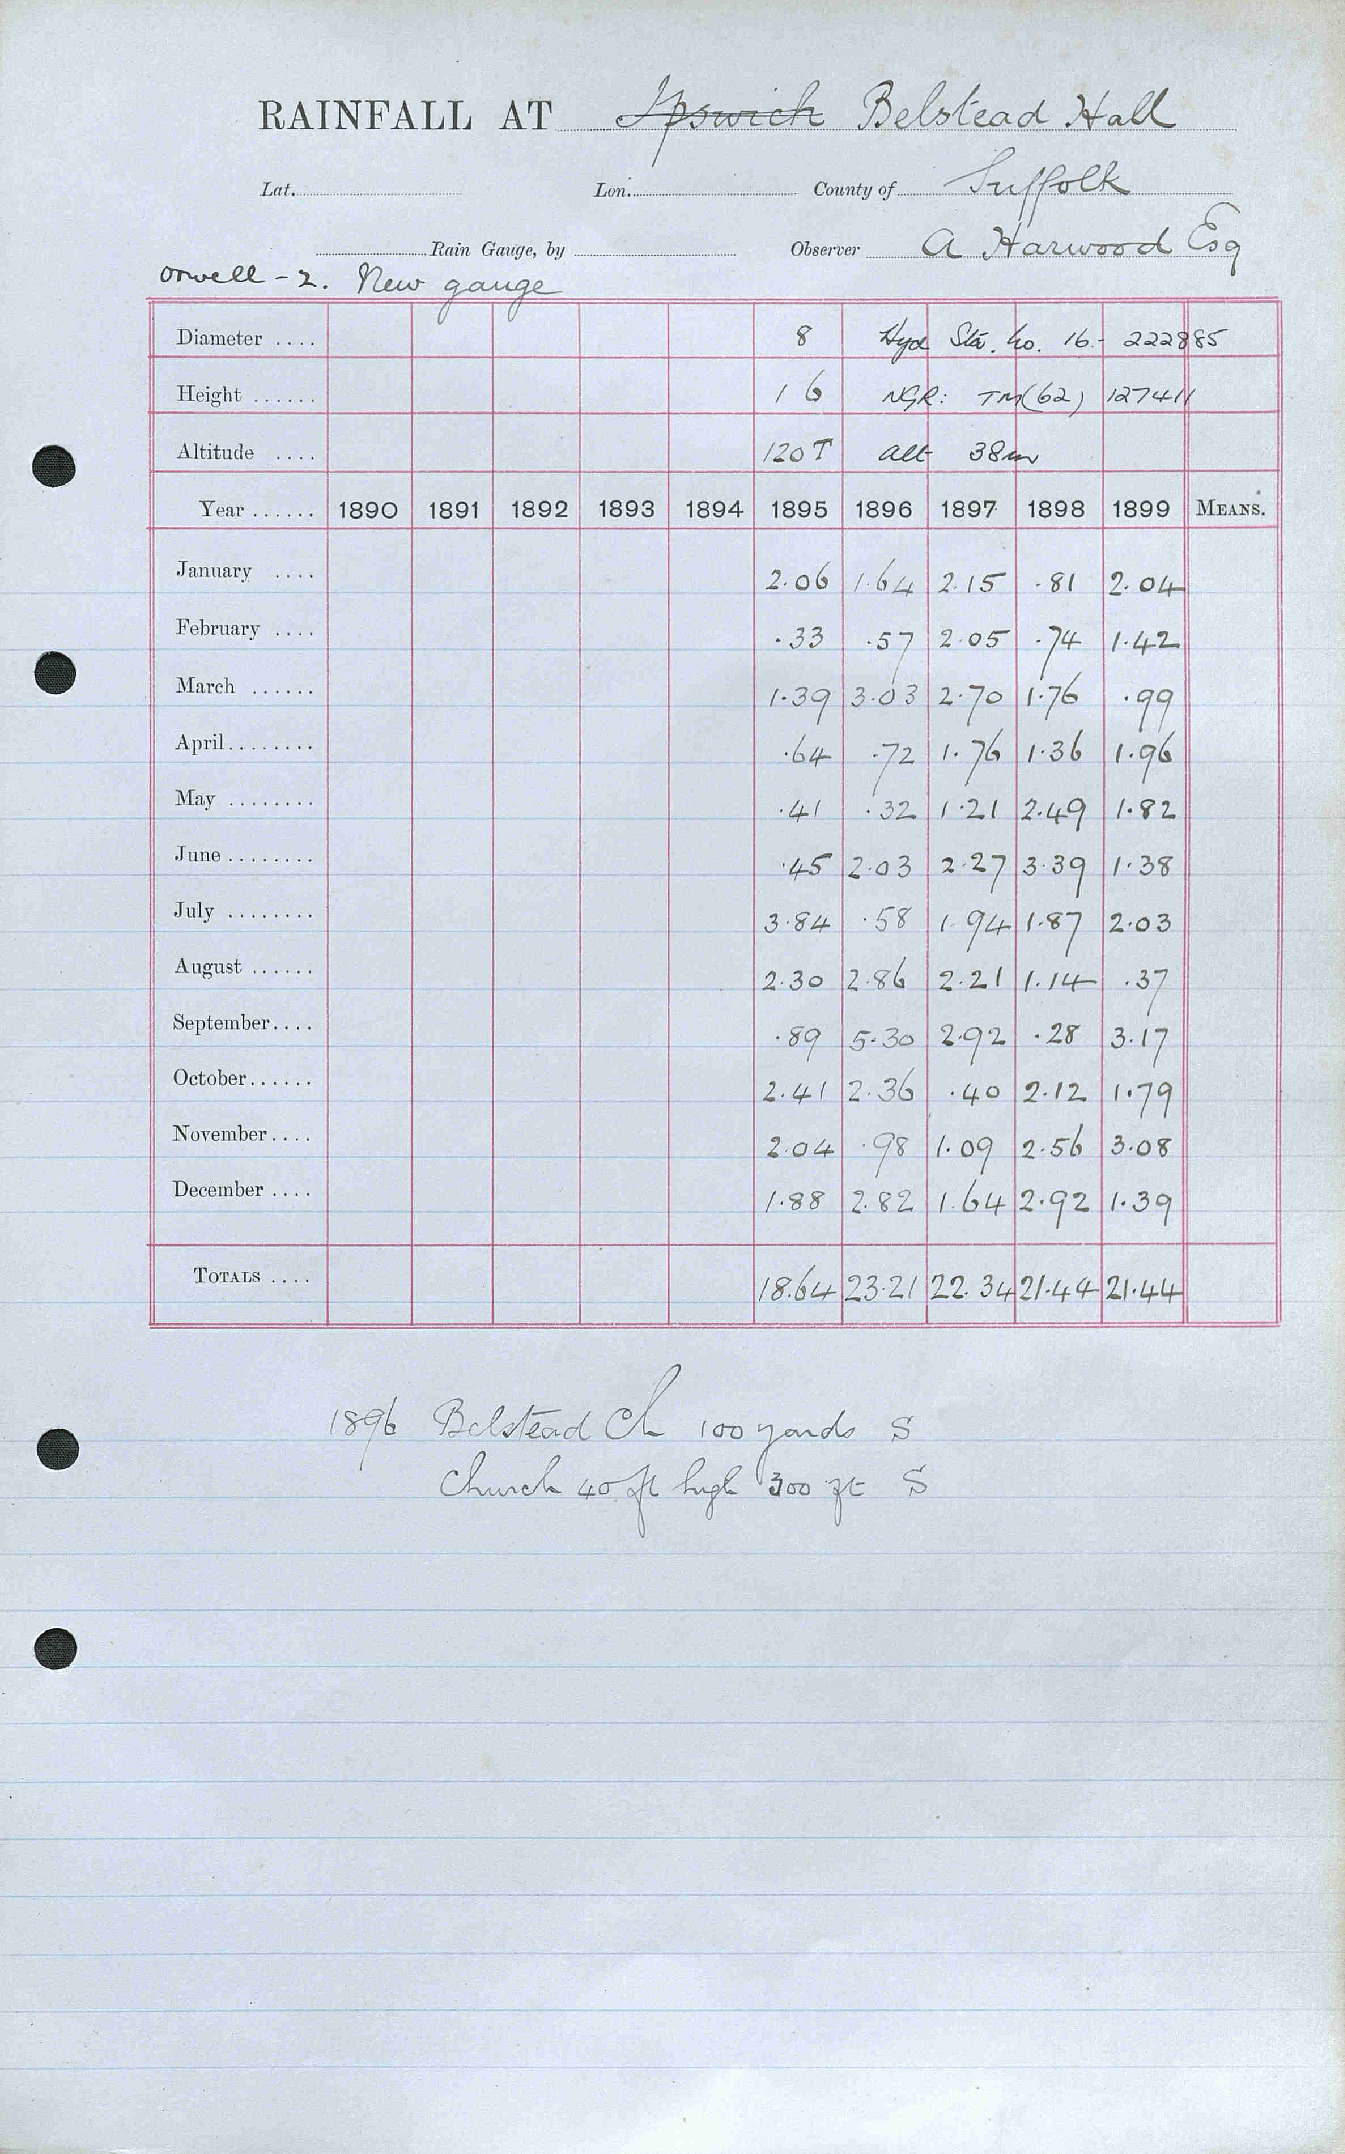 RAINFALL AT Ipswich Belstead Hall
Lat. Lon. County of Suffolk
Rain Gauge, by Observer A Harwood Esq
Orwell - 2. New gauge
Diameter .... 8 Hyd Sta. No. 16.- 222885
Height ...... 1 6 NGR: TM(62) 127411
Altitude .... 120 T alt 38m
Year ...... 1890 1891 1892 1893 1894 1895 1896 1897 1898 1899 MEANS.
January .... 2.06 1.64 2.15 .81 2.04
February .... .33 .57 2.05 .74 1.42
March ...... 1.39 3.03 2.70 1.76 .99
April........ .64 .72 1.76 1.36 1.96
May ........ .41 .32 1.21 2.49 1.82
June ........ .45 2.03 2.27 3.39 1.38
July ........ 3.84 .58 1.94 1.87 2.03
August ...... 2.30 2.86 2.21 1.14 .37
September.... .89 5.30 2.92 .28 3.17
October...... 2.41 2.36 .40 2.12 1.79
November.... 2.04 .98 1.09 2.56 3.08
December .... 1.88 2.82 1.64 2.92 1.39
TOTALS .... 18.64 23.21 22.34 21.44 21.44
1896 Belstead Ch 100 yards S
Church 40 ft high 300 ft S